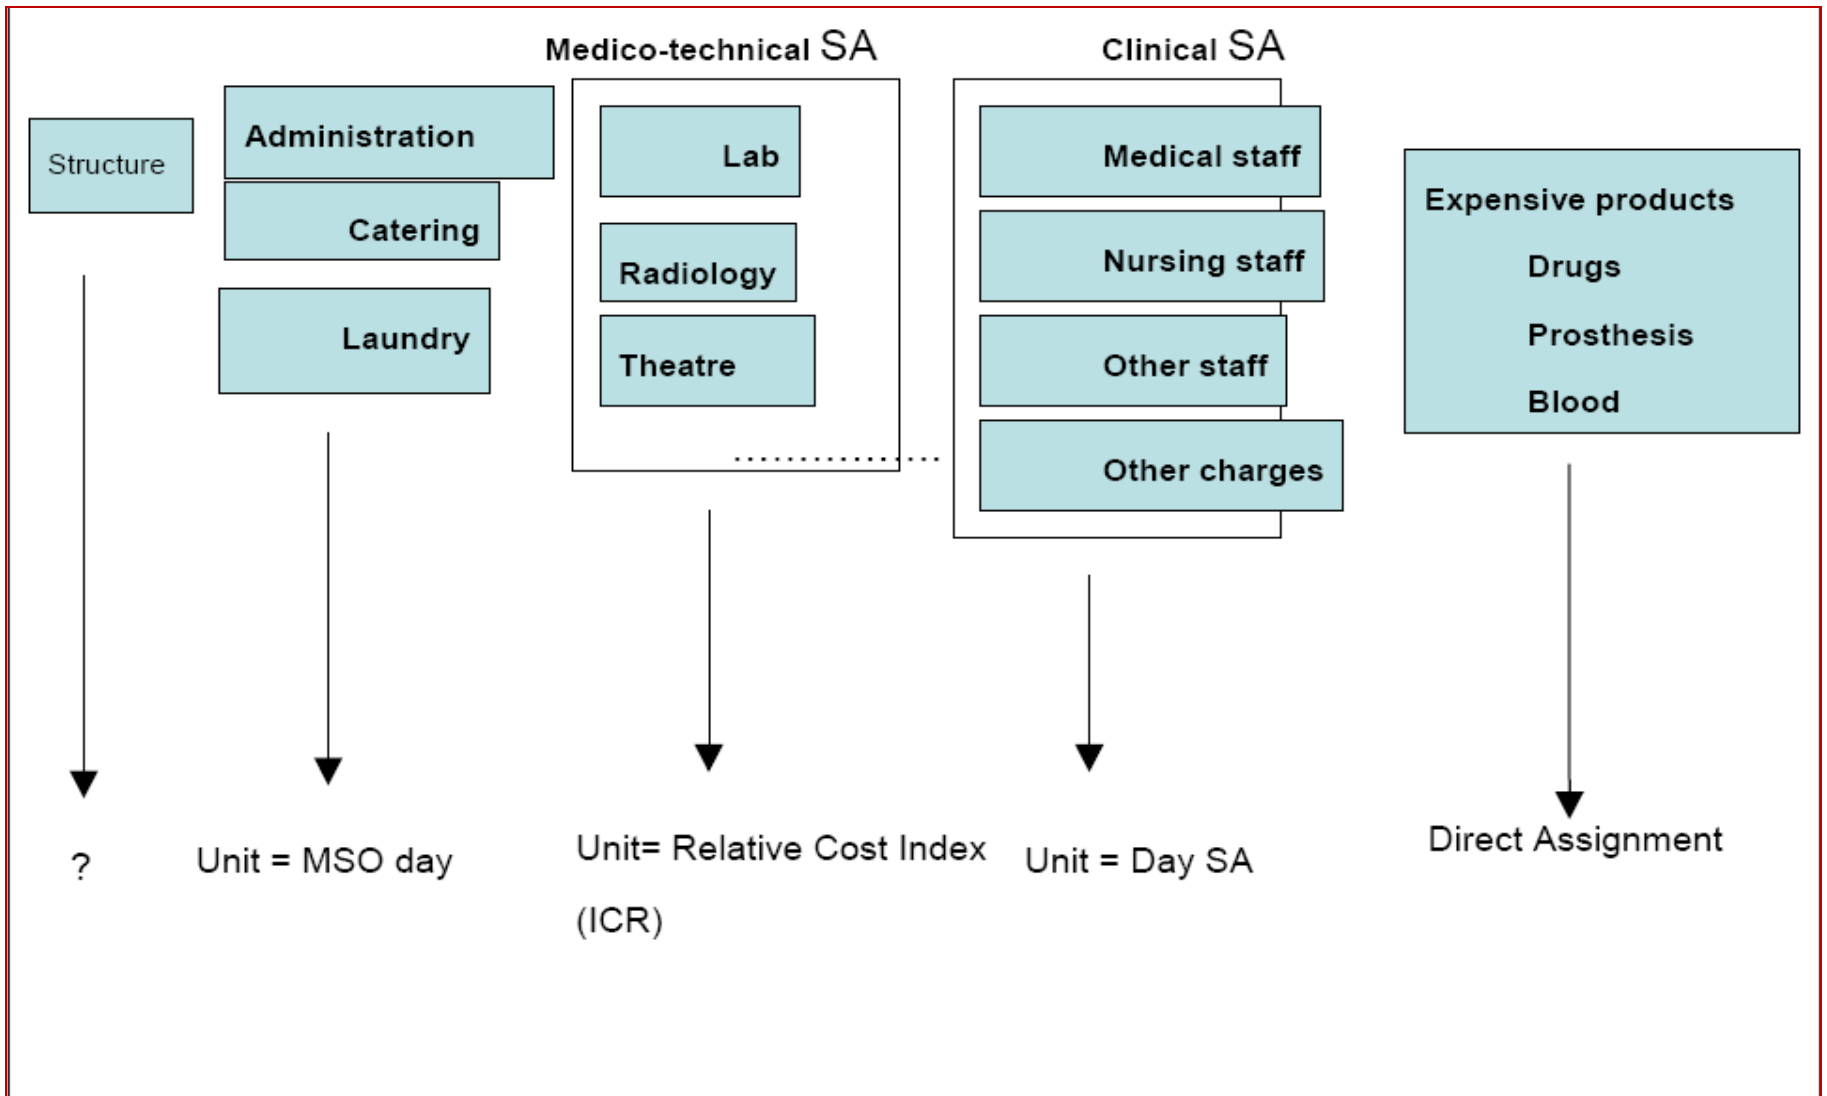 Medico-technical SA
Clinical SA
Structure
Administration
Catering
Laundry
Lab
Radiology
Theatre
Medical staff
Nursing staff
Other staff
Other charges
Expensive products
Drugs
Prosthesis
Blood
?
Unit = MSO day
Unit= Relative Cost Index
(ICR)
Unit = Day SA
Direct Assignment